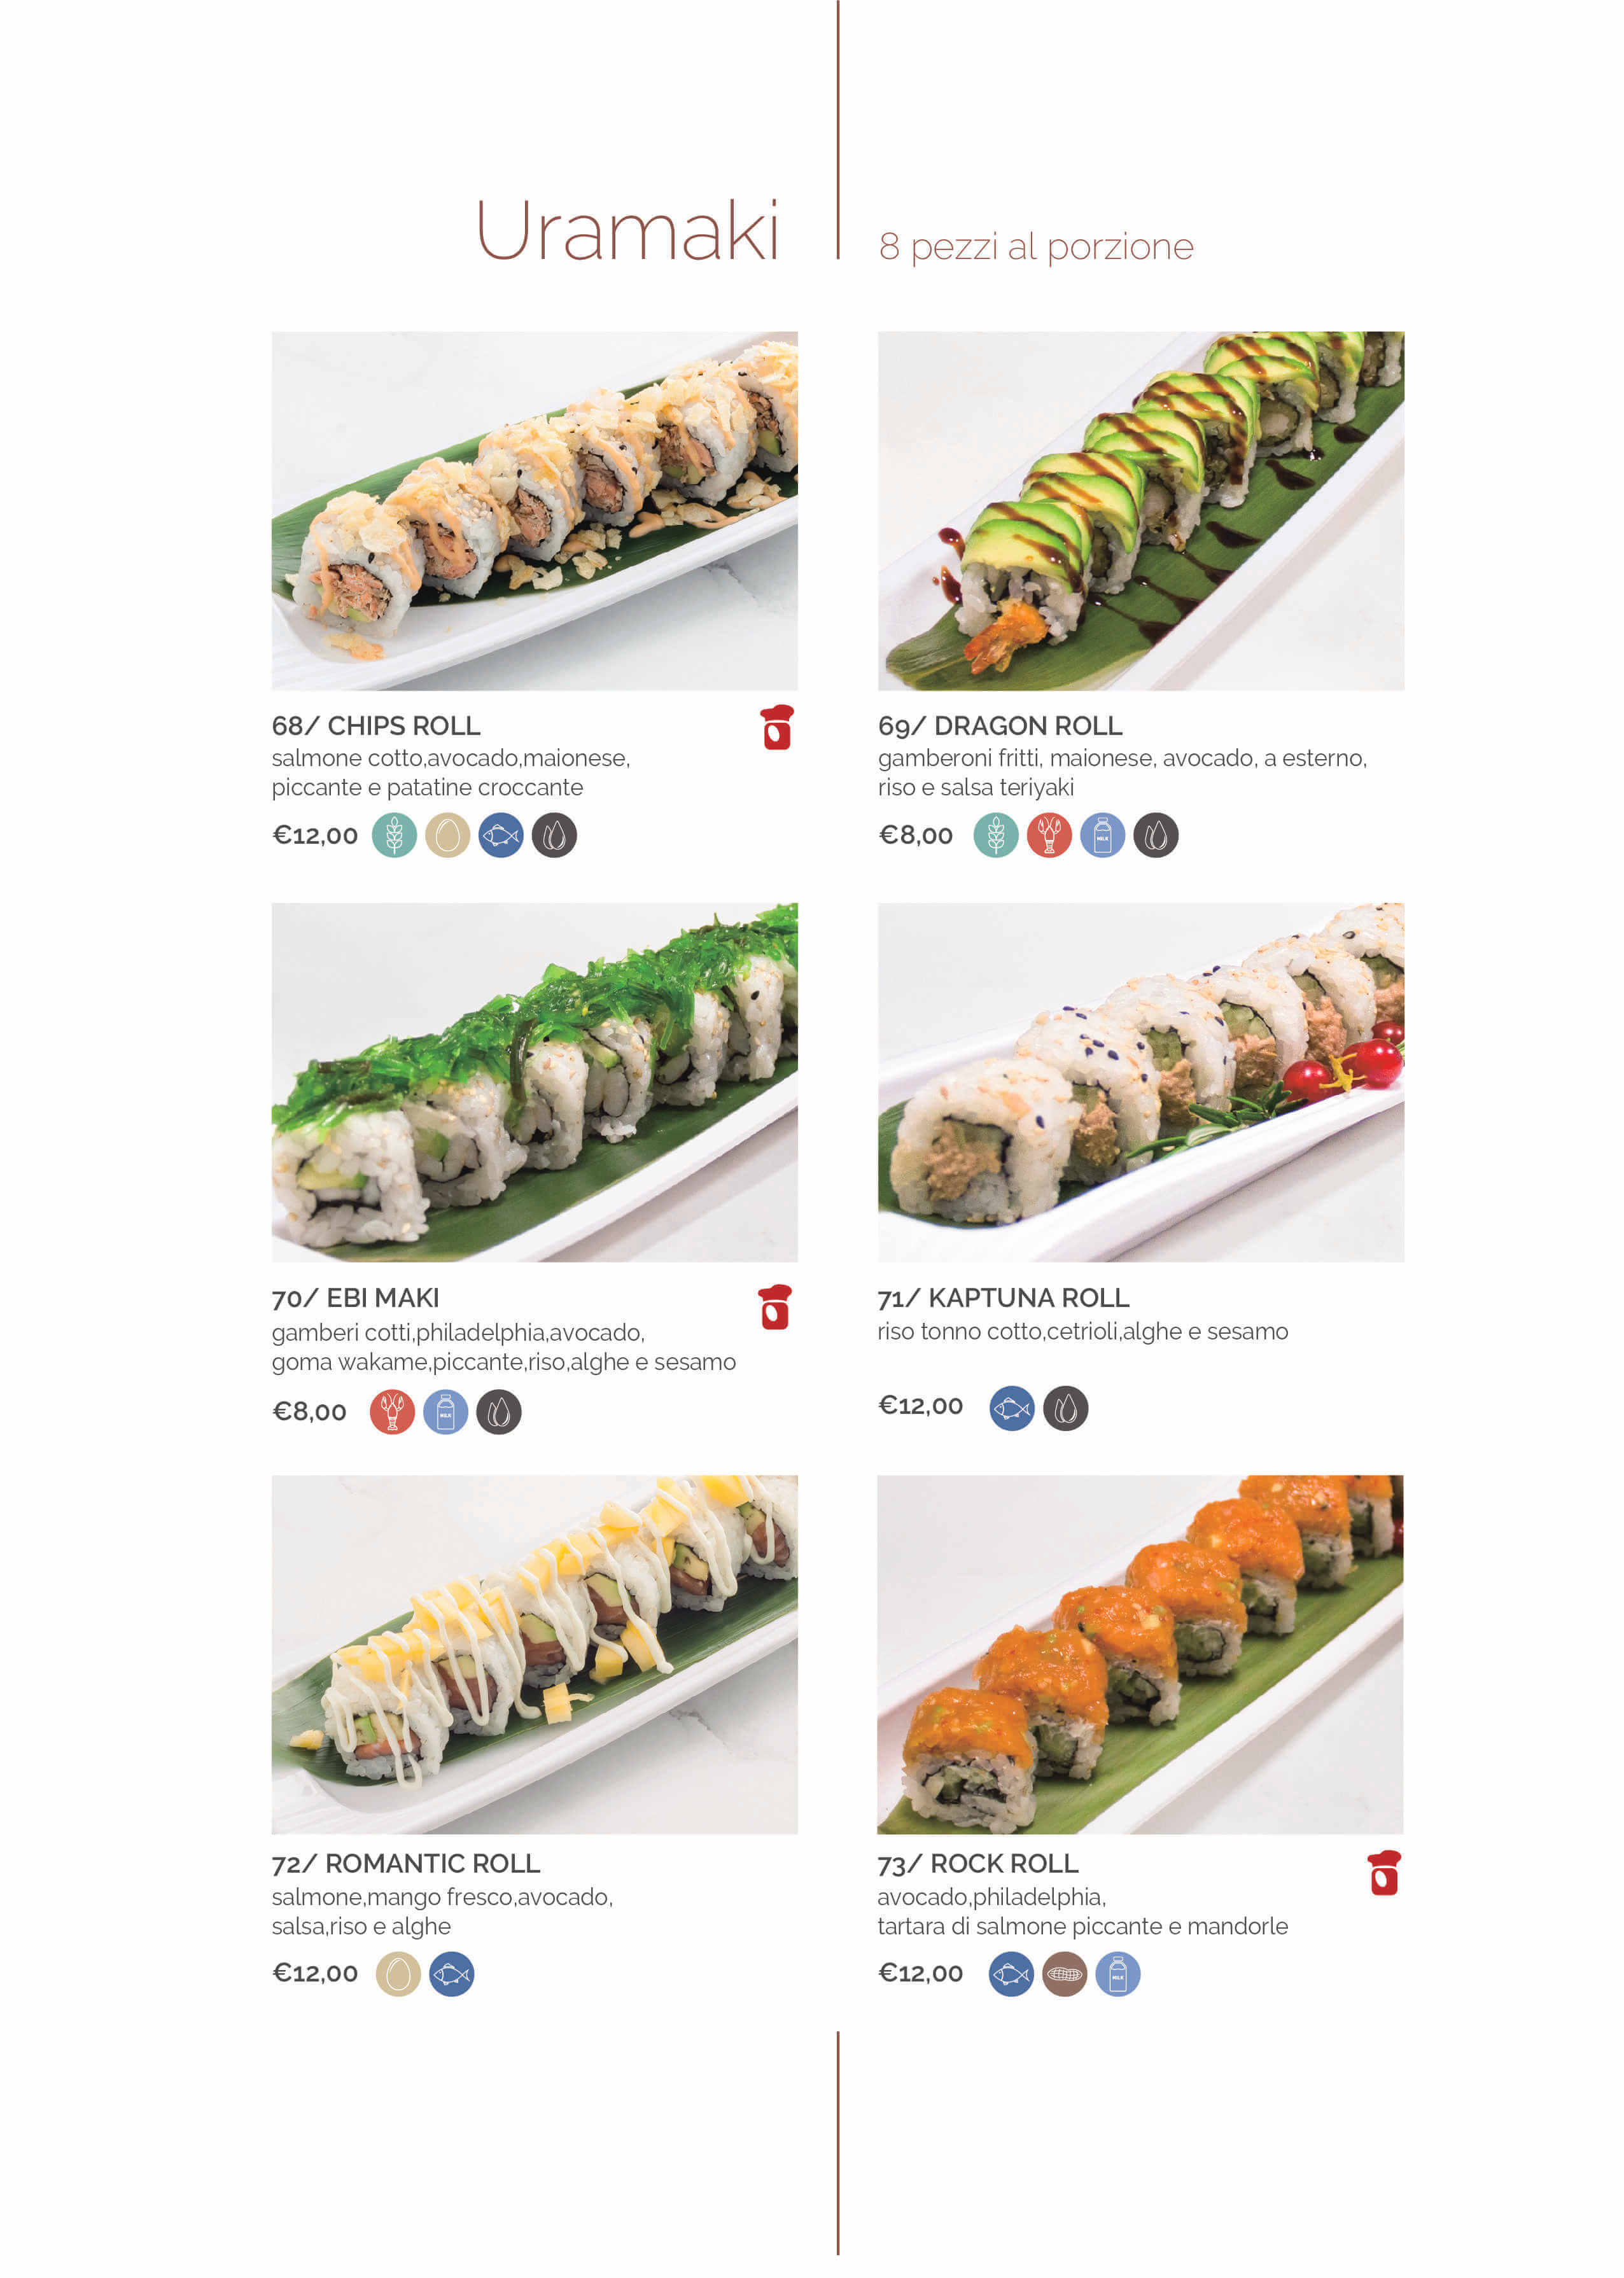 Uramaki
8 pezzi al porzione
68/ CHIPS ROLL
salmone cotto,avocado,maionese,
piccante e patatine croccante
€12,00
MILK
69/ DRAGON ROLL
gamberoni fritti, maionese, avocado, a esterno,
riso e salsa teriyaki
€8,00
70/ EBI MAKI
gamberi cotti,philadelphia,avocado,
goma wakame,piccante,riso,alghe e sesamo
€8,00
MILK
71/ KAPTUNA ROLL
riso tonno cotto,cetrioli,alghe e sesamo
€12,00
72/ ROMANTIC ROLL
salmone,mango fresco,avocado,
salsa,riso e alghe
€12,00
73/ ROCK ROLL
avocado,philadelphia,
tartara di salmone piccante e mandorle
€12,00
MILK